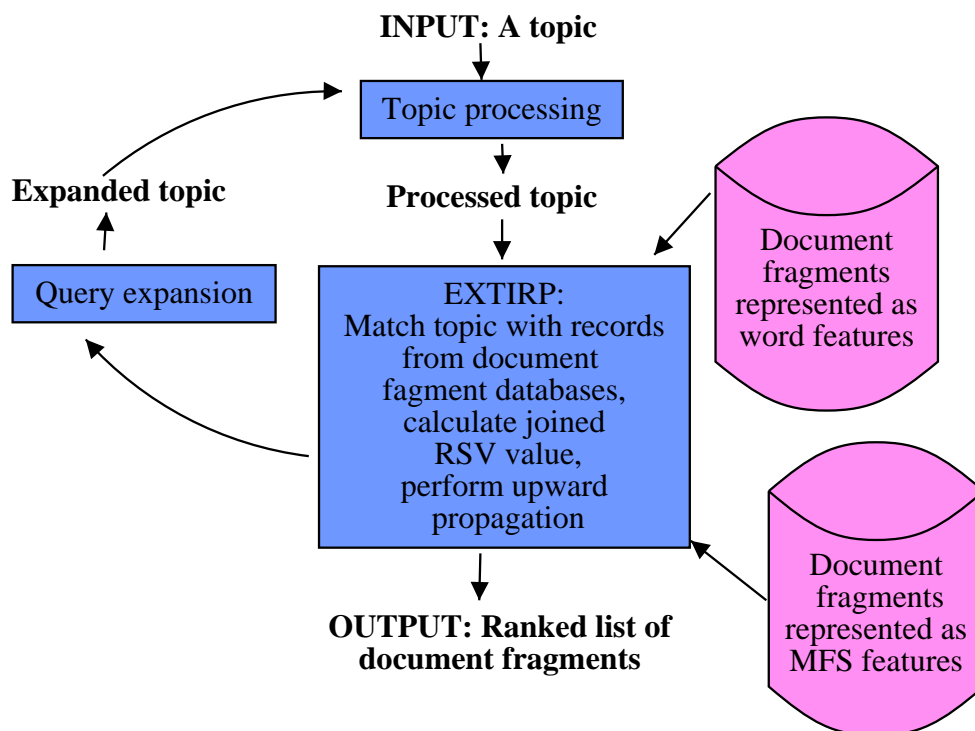 INPUT: A topic
Topic processing
Expanded topic
Processed topic
Query expansion
EXTIRP:
Match topic with records
from document
fagment databases,
calculate joined
RSV value,
perform upward
propagation
Document
fragments
represented as
word features
Document
fragments
represented as
MFS features
OUTPUT: Ranked list of
document fragments